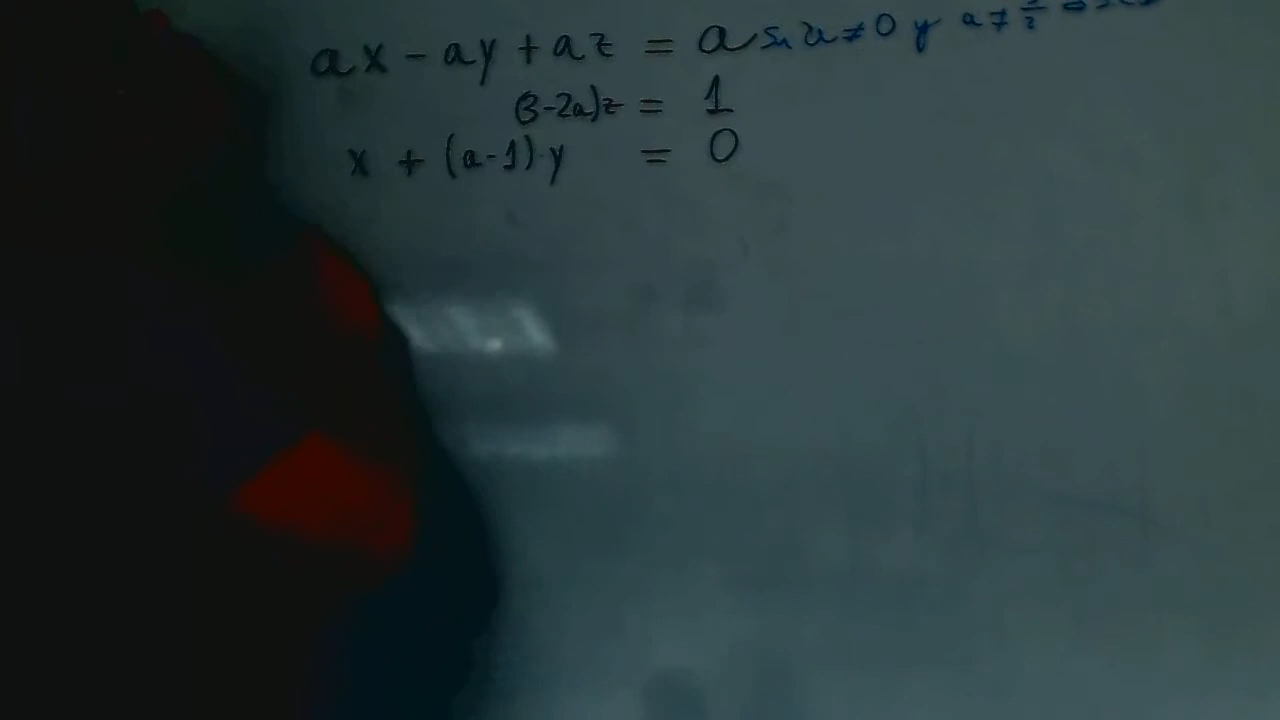 ax - ay + az = a Si a ≠ 0 y a ≠
(3-2a)z = 1
x + (a-1)·y = 0